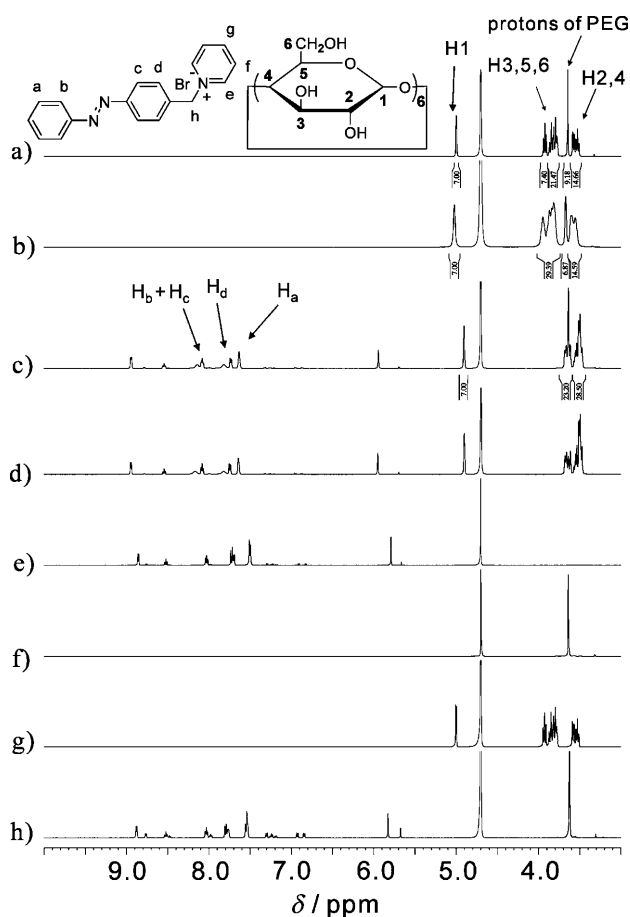 protons of PEG
g
6 CH₂OH
H1
H3,5,6
H2,4
f
c
d
Br⁻
N
+
e
5
O
4
O
6
a
b
h
OH
2
1
3
OH
N
N
a)
7.00
7.40
21.47
9.18
14.66
b)
7.00
29.39
6.87
14.59
Hb + Hc
Hd
Ha
c)
7.00
23.20
28.50
d)
e)
f)
g)
h)
9.0
8.0
7.0
6.0
5.0
4.0
δ / ppm